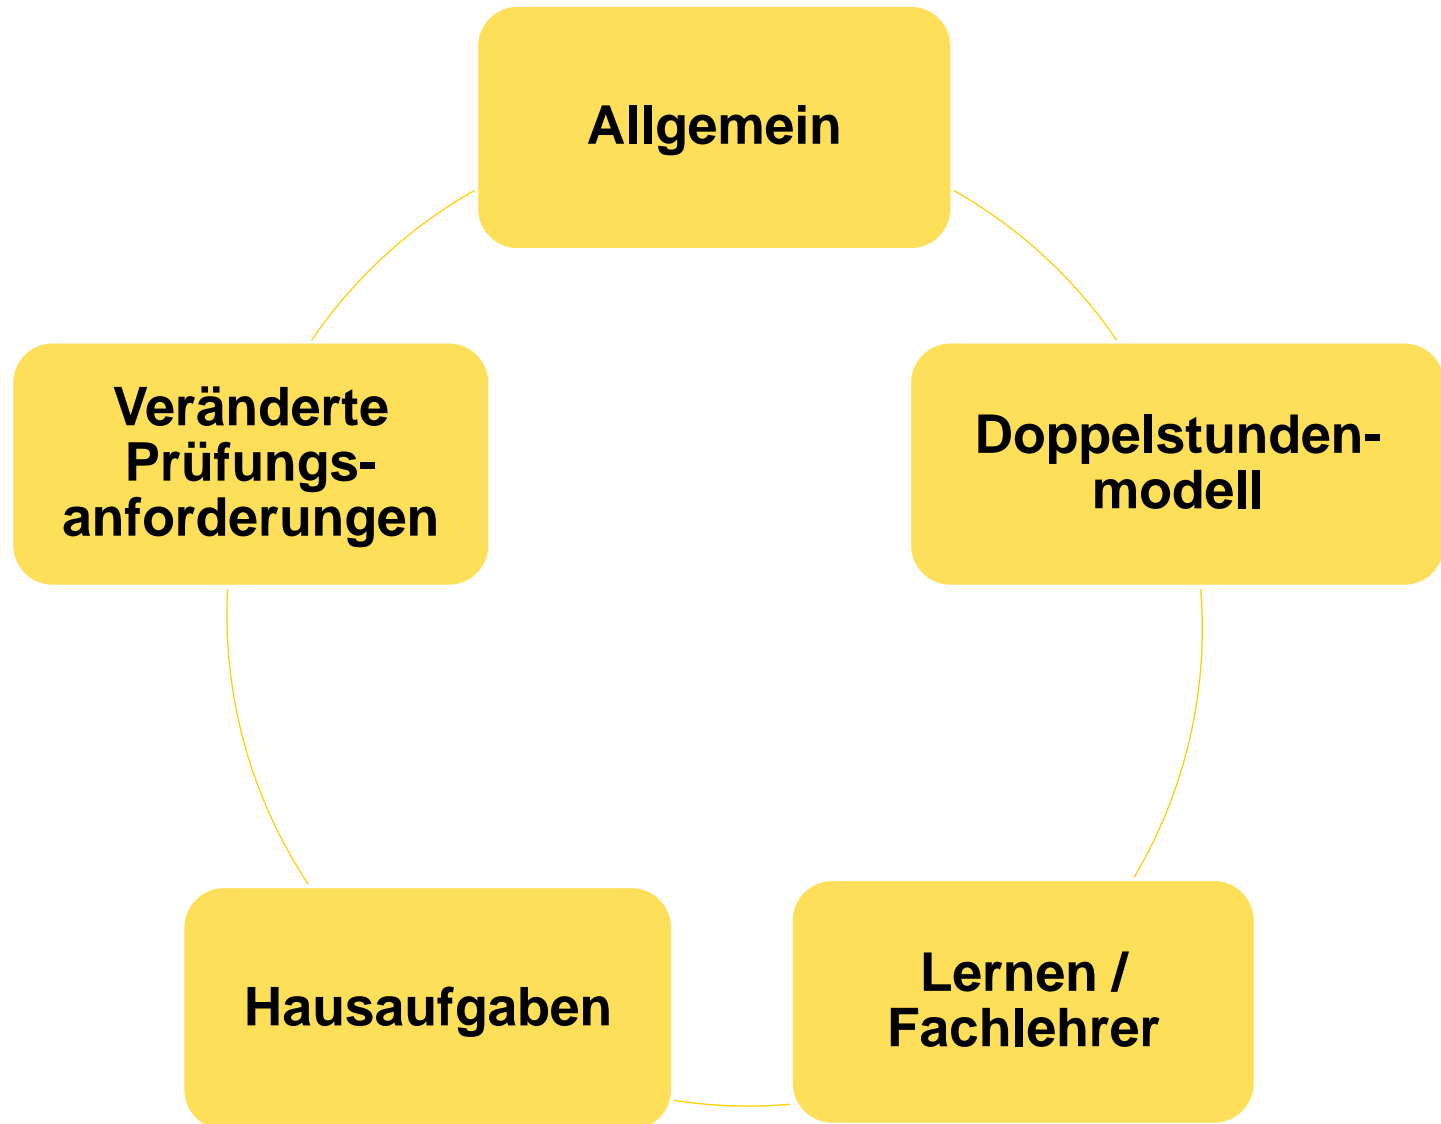 Allgemein
Veränderte
Prüfungs-
anforderungen
Doppelstunden-
modell
Hausaufgaben
Lernen /
Fachlehrer